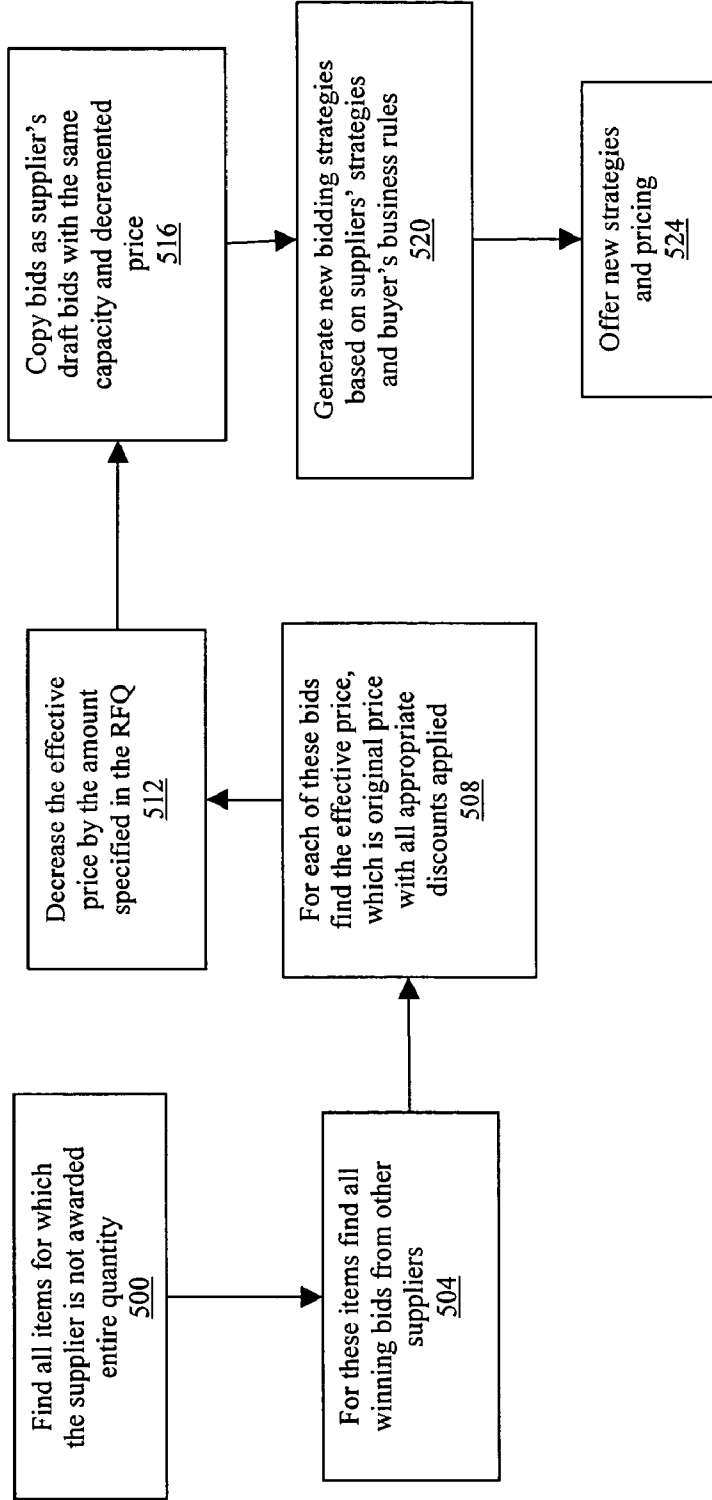 Find all items for which
the supplier is not awarded
entire quantity
500
For these items find all
winning bids from other
suppliers
504
For each of these bids
find the effective price,
which is original price
with all appropriate
discounts applied
508
Decrease the effective
price by the amount
specified in the RFQ
512
Copy bids as supplier's
draft bids with the same
capacity and decremented
price
516
Generate new bidding strategies
based on suppliers' strategies
and buyer's business rules
520
Offer new strategies
and pricing
524